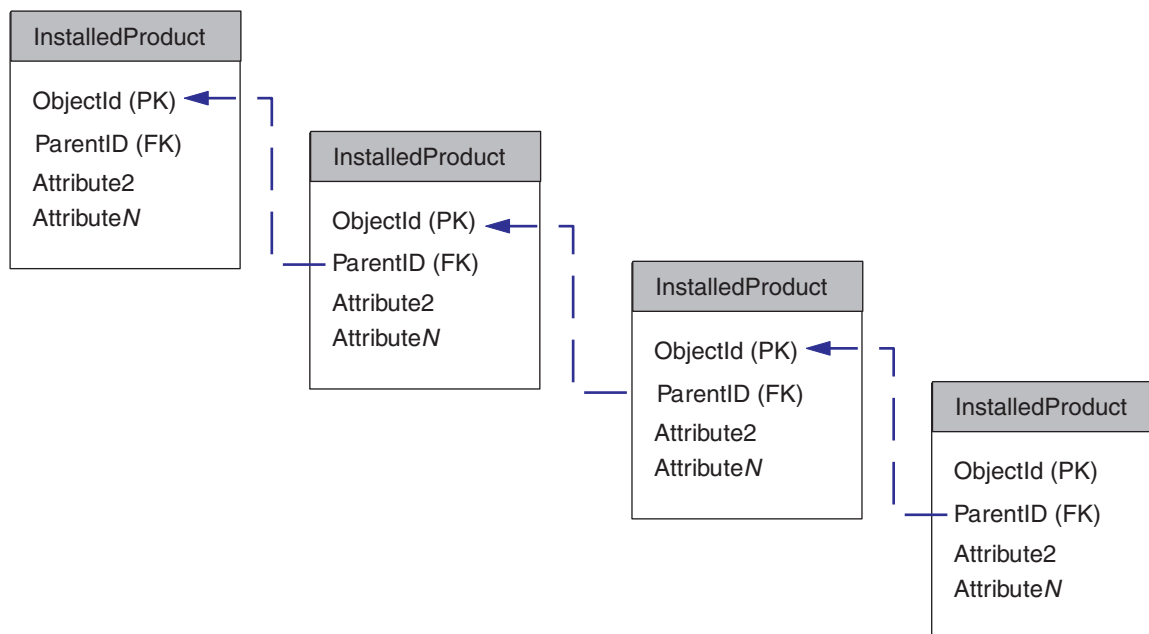 InstalledProduct
ObjectId (PK)
ParentID (FK)
Attribute2
AttributeN
InstalledProduct
ObjectId (PK)
ParentID (FK)
Attribute2
AttributeN
InstalledProduct
ObjectId (PK)
ParentID (FK)
Attribute2
AttributeN
InstalledProduct
ObjectId (PK)
ParentID (FK)
Attribute2
AttributeN